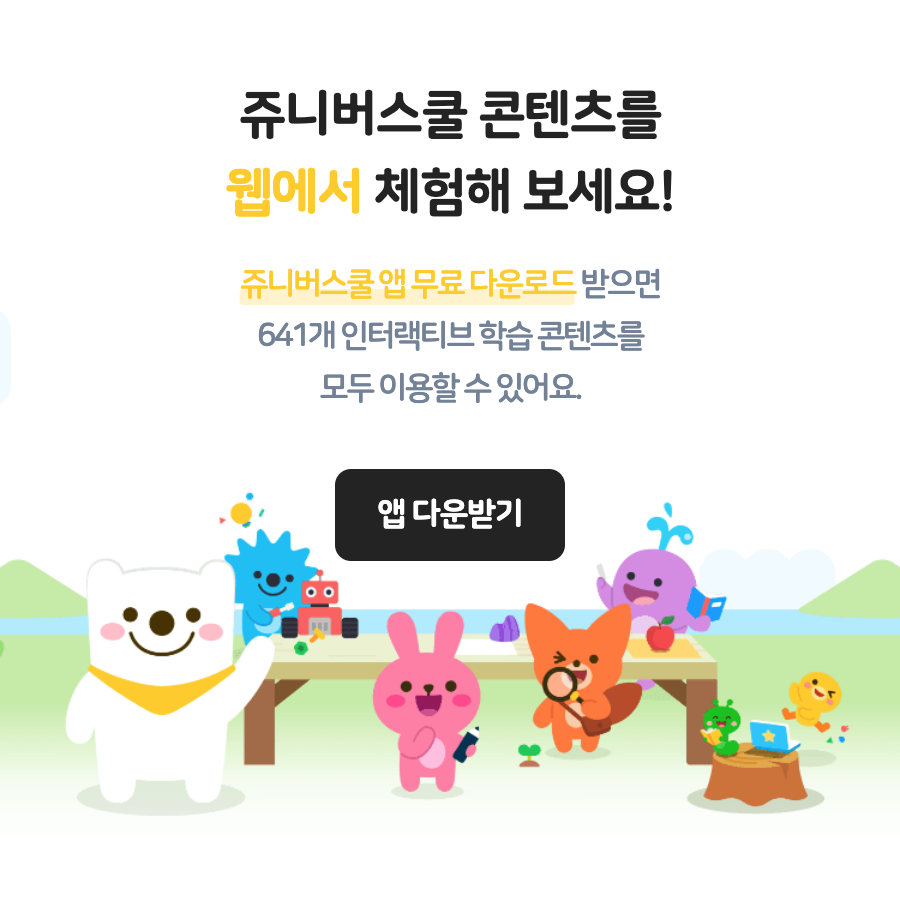 쥬니버스쿨 콘텐츠를
웹에서 체험해 보세요!
쥬니버스쿨 앱 무료 다운로드 받으면
641개 인터랙티브 학습 콘텐츠를
모두 이용할 수 있어요.
앱 다운받기